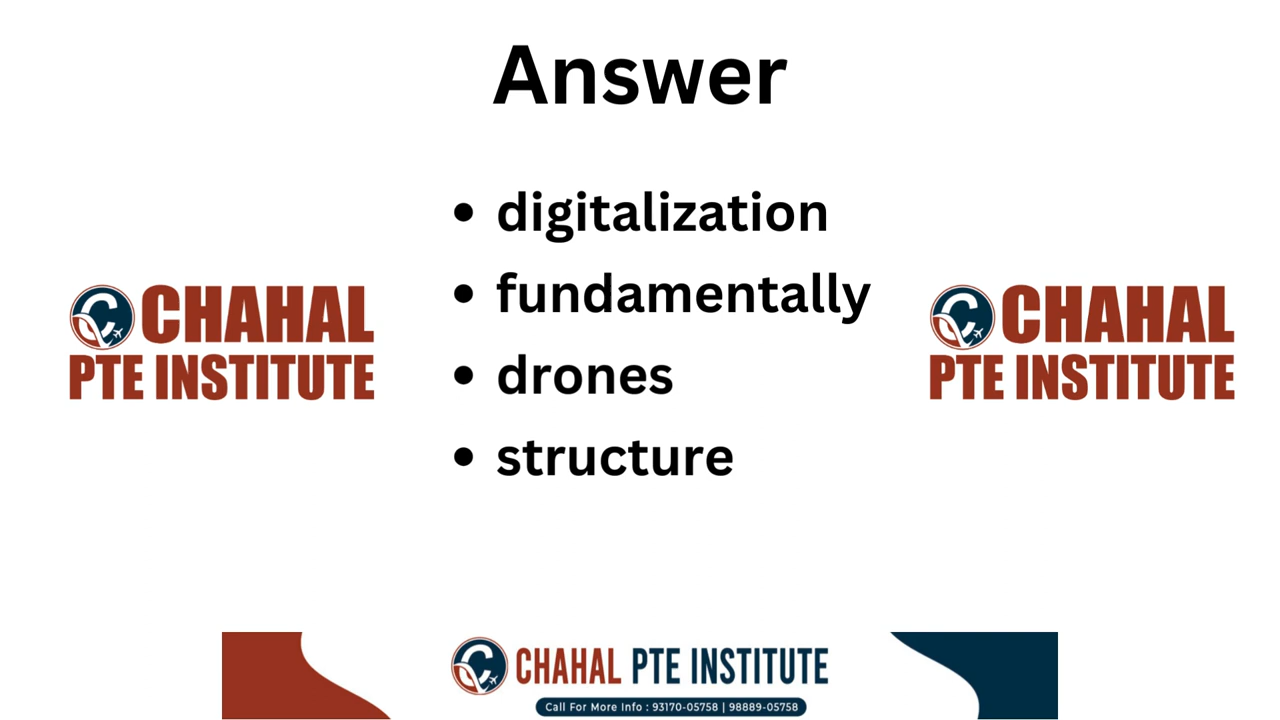 Answer
• digitalization
• fundamentally
• drones
• structure
CHAHAL
PTE INSTITUTE
CHAHAL
PTE INSTITUTE
CHAHAL PTE INSTITUTE
Call For More Info : 93170-05758 | 98889-05758